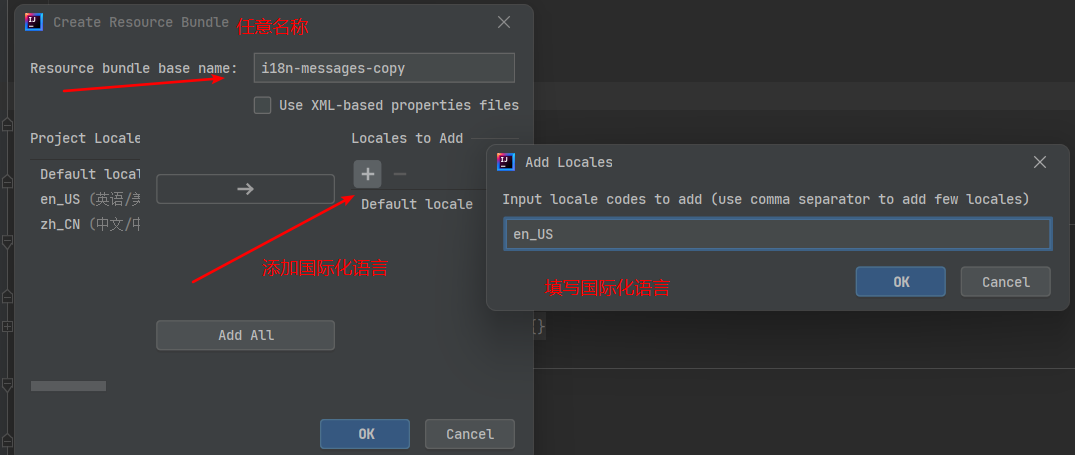 Create Resource Bundle
任意名称
Resource bundle base name:
i18n-messages-copy
Use XML-based properties files
Project Locale
Locales to Add
Default local
en_US (英语/美
zh_CN (中文/中
Default locale
添加国际化语言
Add All
OK
Cancel
Add Locales
Input locale codes to add (use comma separator to add few locales)
en_US
填写国际化语言
OK
Cancel
{}